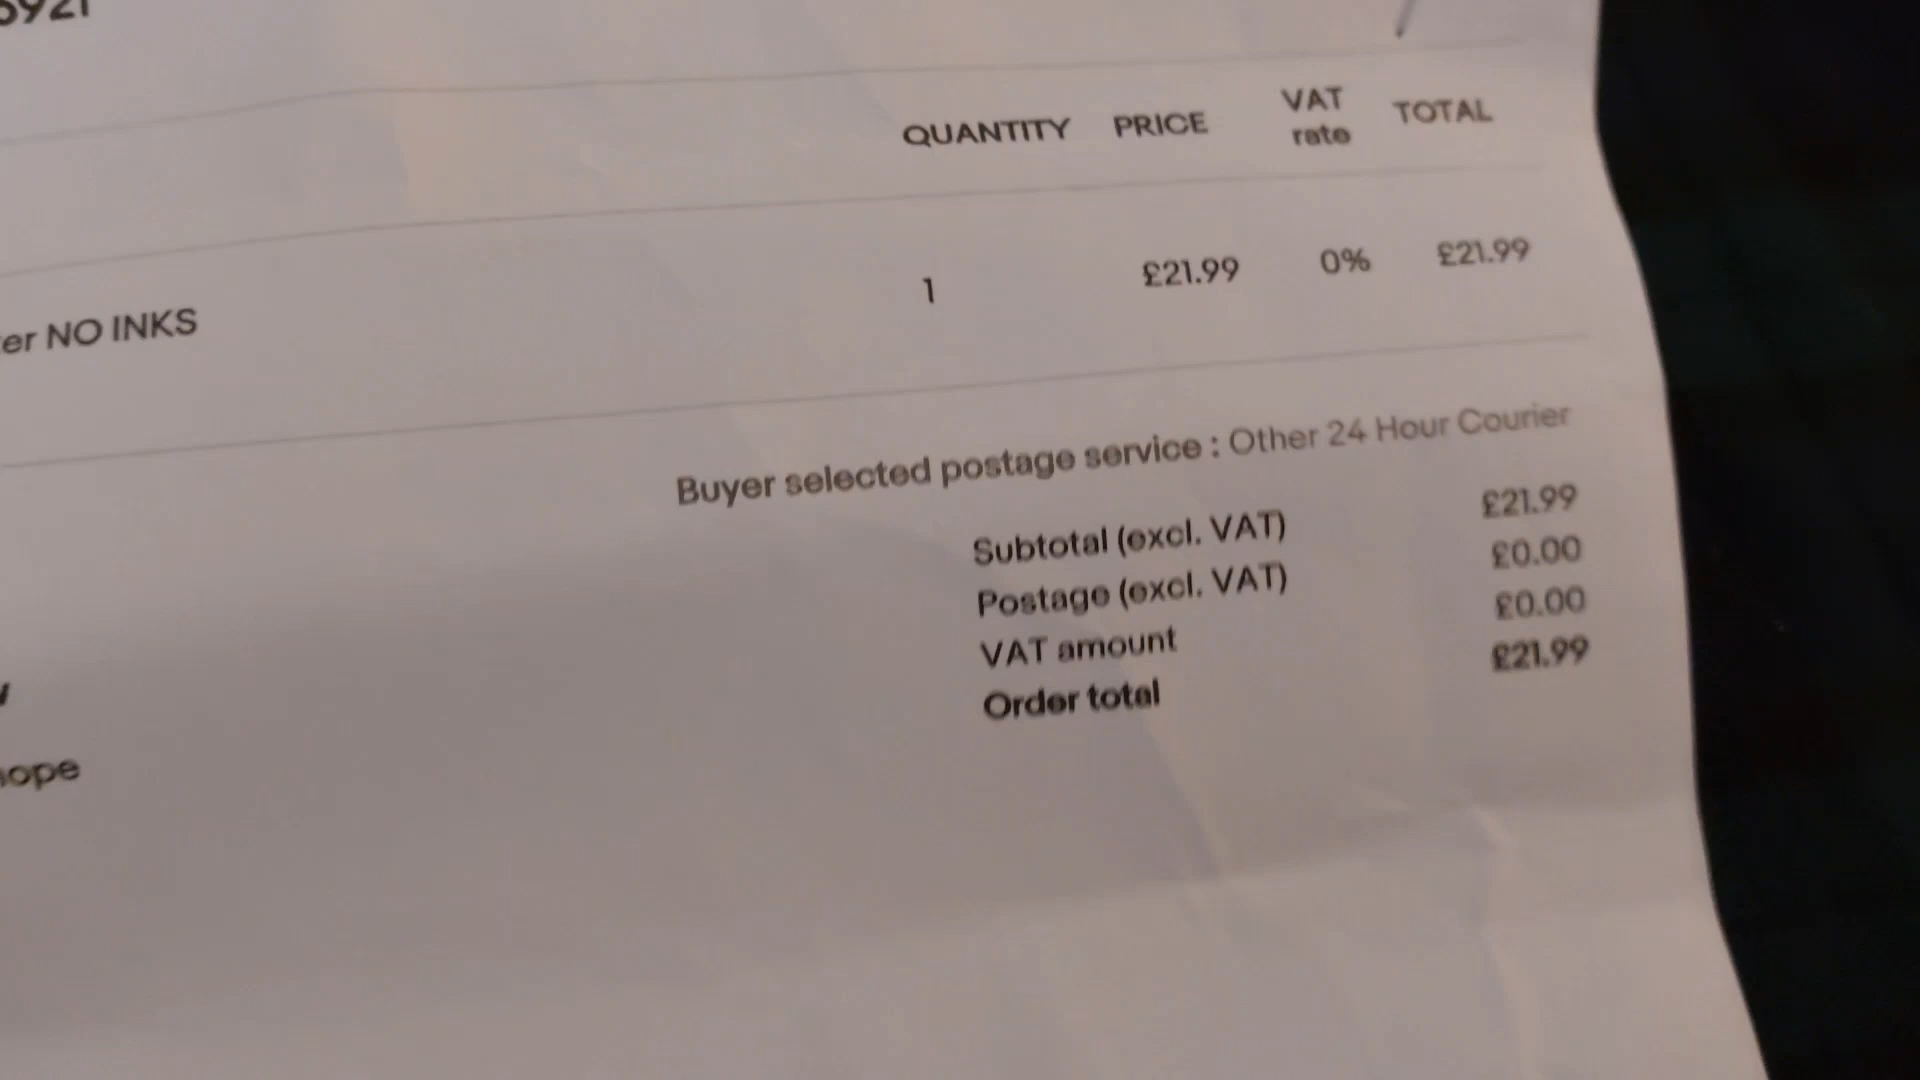 QUANTITY PRICE VAT rate TOTAL
er NO INKS 1 £21.99 0% £21.99
Buyer selected postage service : Other 24 Hour Courier
Subtotal (excl. VAT) £21.99
Postage (excl. VAT) £0.00
VAT amount £0.00
Order total £21.99